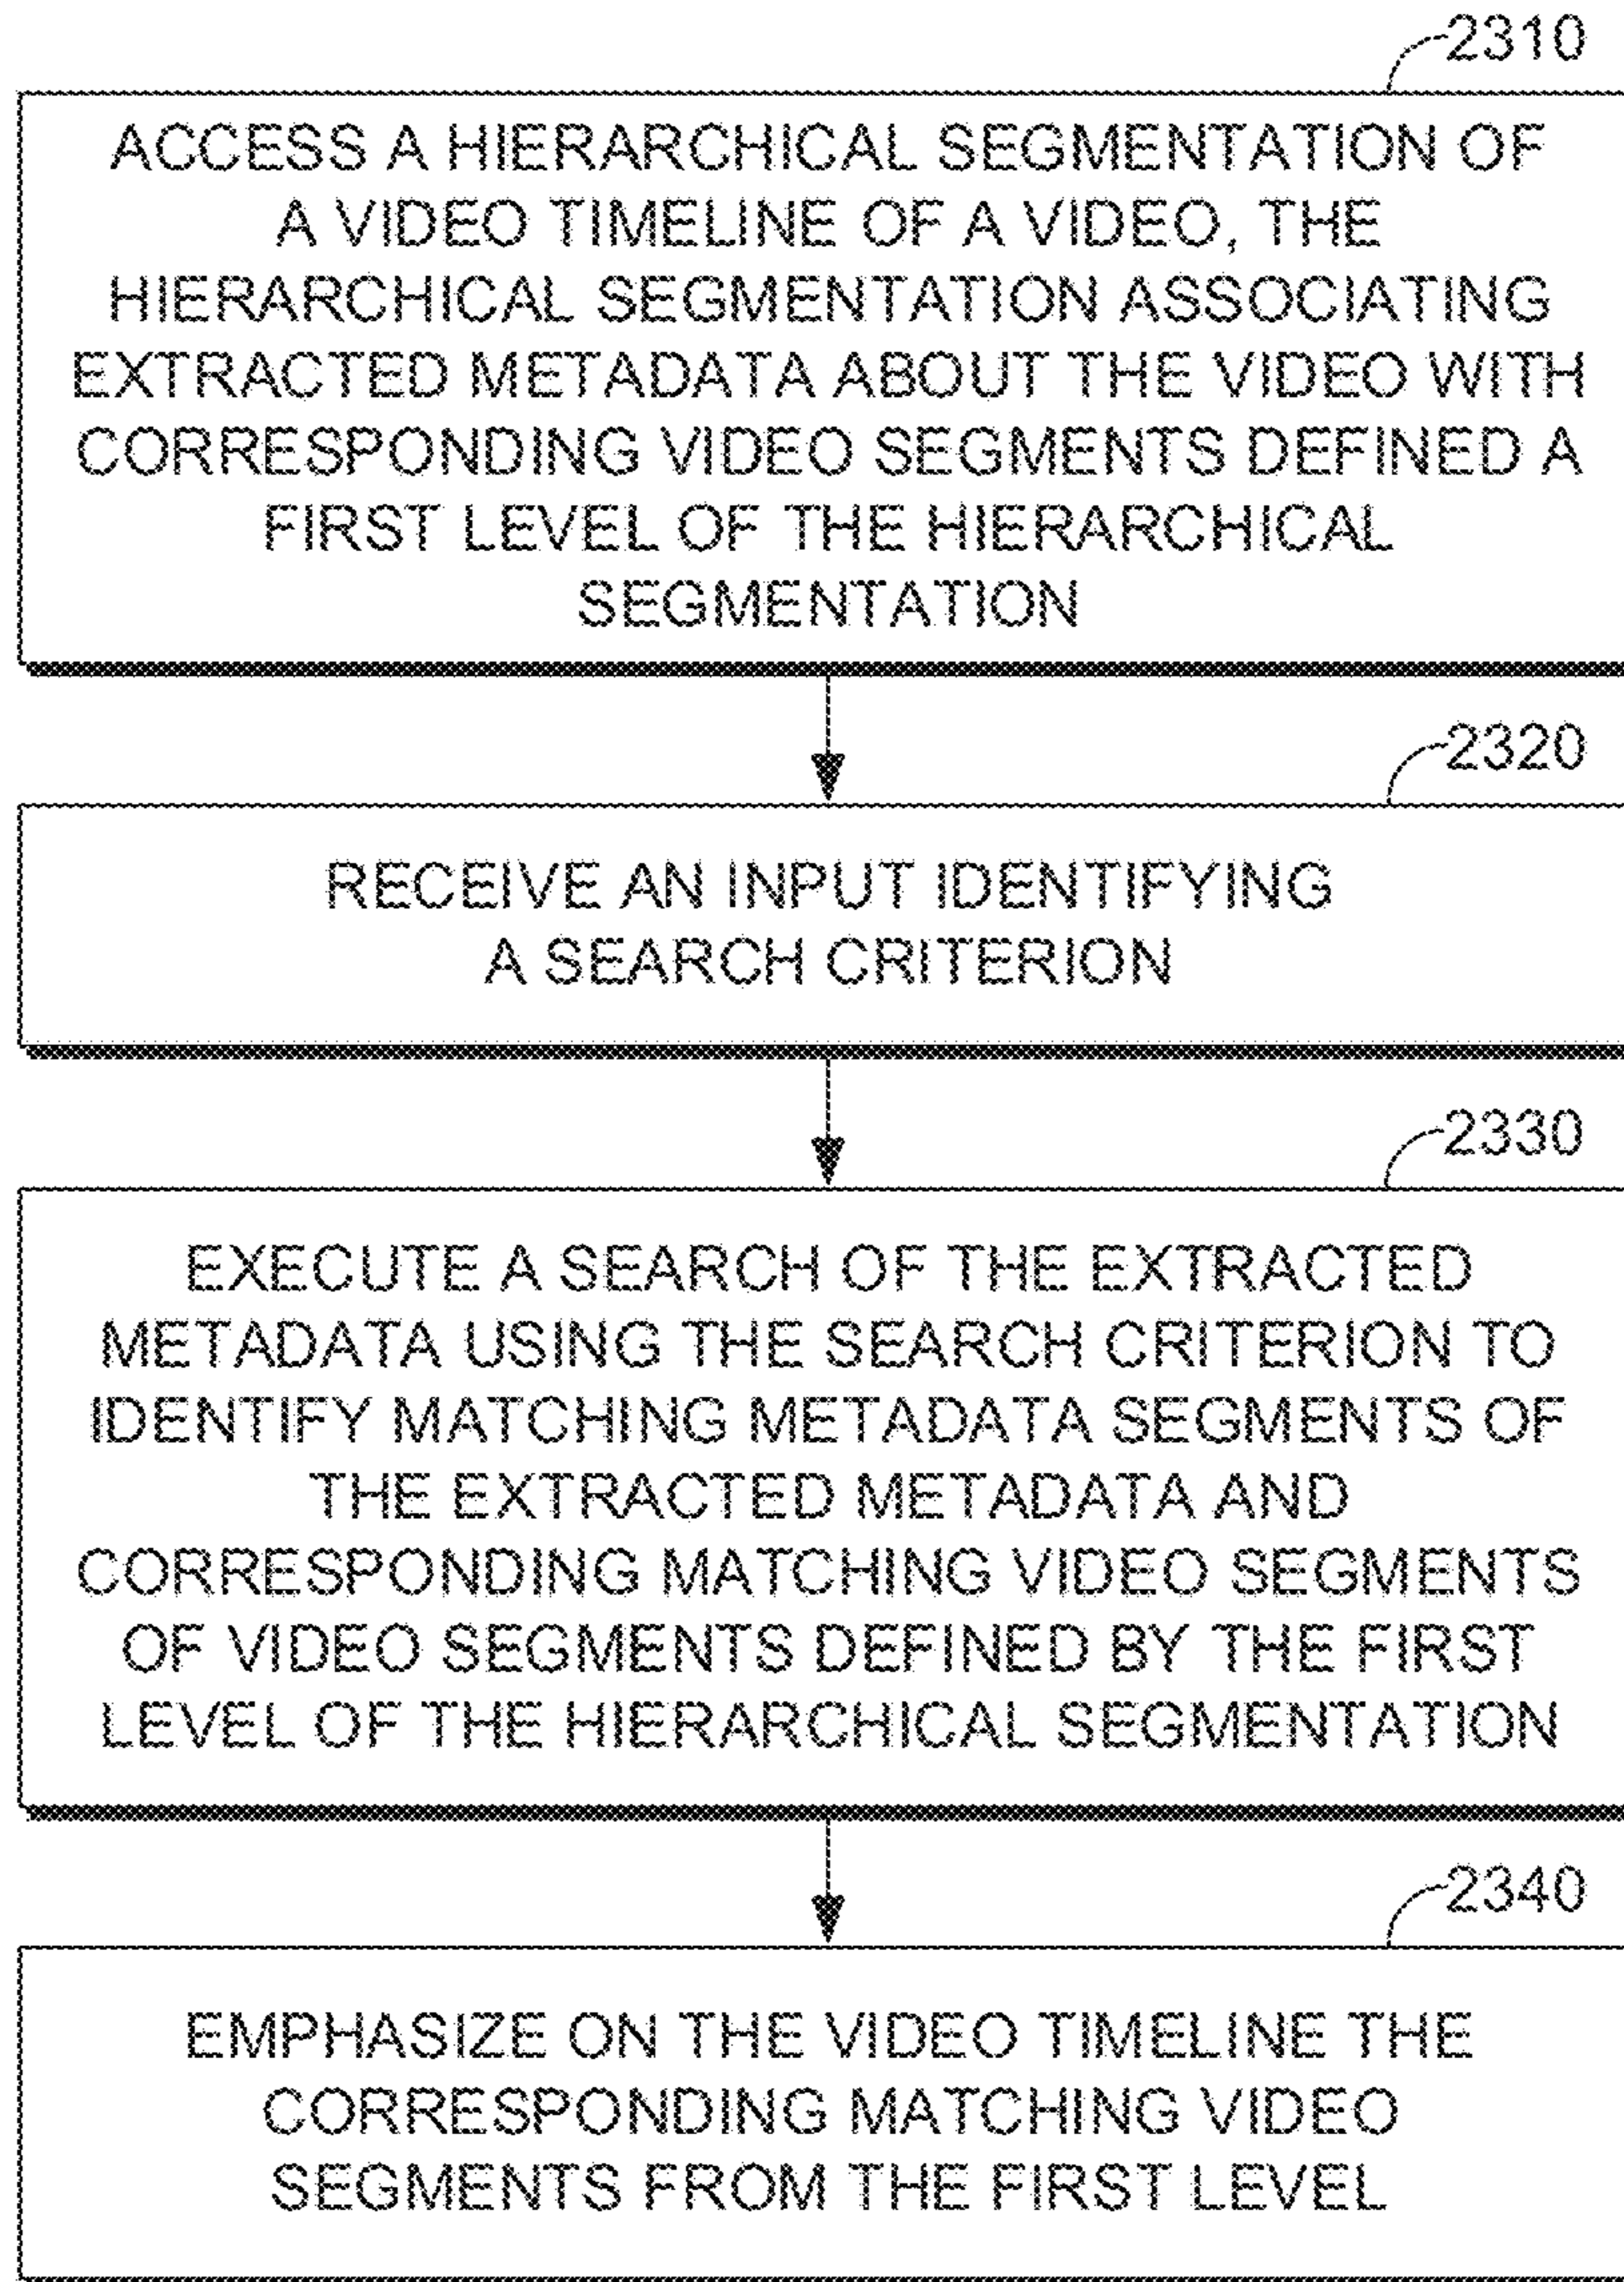 2310
ACCESS A HIERARCHICAL SEGMENTATION OF
A VIDEO TIMELINE OF A VIDEO, THE
HIERARCHICAL SEGMENTATION ASSOCIATING
EXTRACTED METADATA ABOUT THE VIDEO WITH
CORRESPONDING VIDEO SEGMENTS DEFINED A
FIRST LEVEL OF THE HIERARCHICAL
SEGMENTATION
2320
RECEIVE AN INPUT IDENTIFYING
A SEARCH CRITERION
2330
EXECUTE A SEARCH OF THE EXTRACTED
METADATA USING THE SEARCH CRITERION TO
IDENTIFY MATCHING METADATA SEGMENTS OF
THE EXTRACTED METADATA AND
CORRESPONDING MATCHING VIDEO SEGMENTS
OF VIDEO SEGMENTS DEFINED BY THE FIRST
LEVEL OF THE HIERARCHICAL SEGMENTATION
2340
EMPHASIZE ON THE VIDEO TIMELINE THE
CORRESPONDING MATCHING VIDEO
SEGMENTS FROM THE FIRST LEVEL